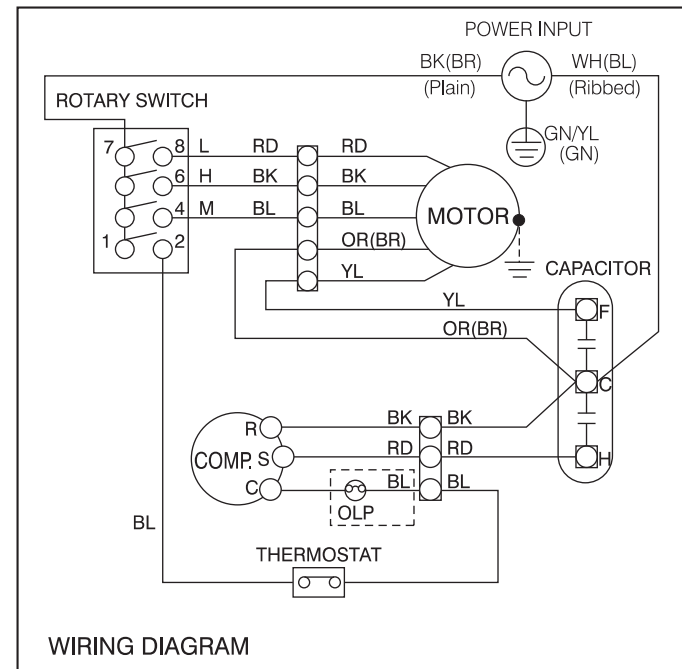 POWER INPUT
BK(BR) WH(BL)
(Plain) (Ribbed)
ROTARY SWITCH
GN/YL
(GN)
7 8 L RD RD
6 H BK BK
4 M BL BL
MOTOR
1 2 OR(BR)
YL
CAPACITOR
YL F
OR(BR)
C
R BK BK
COMP. S RD RD H
C BL BL
OLP
BL
THERMOSTAT
WIRING DIAGRAM